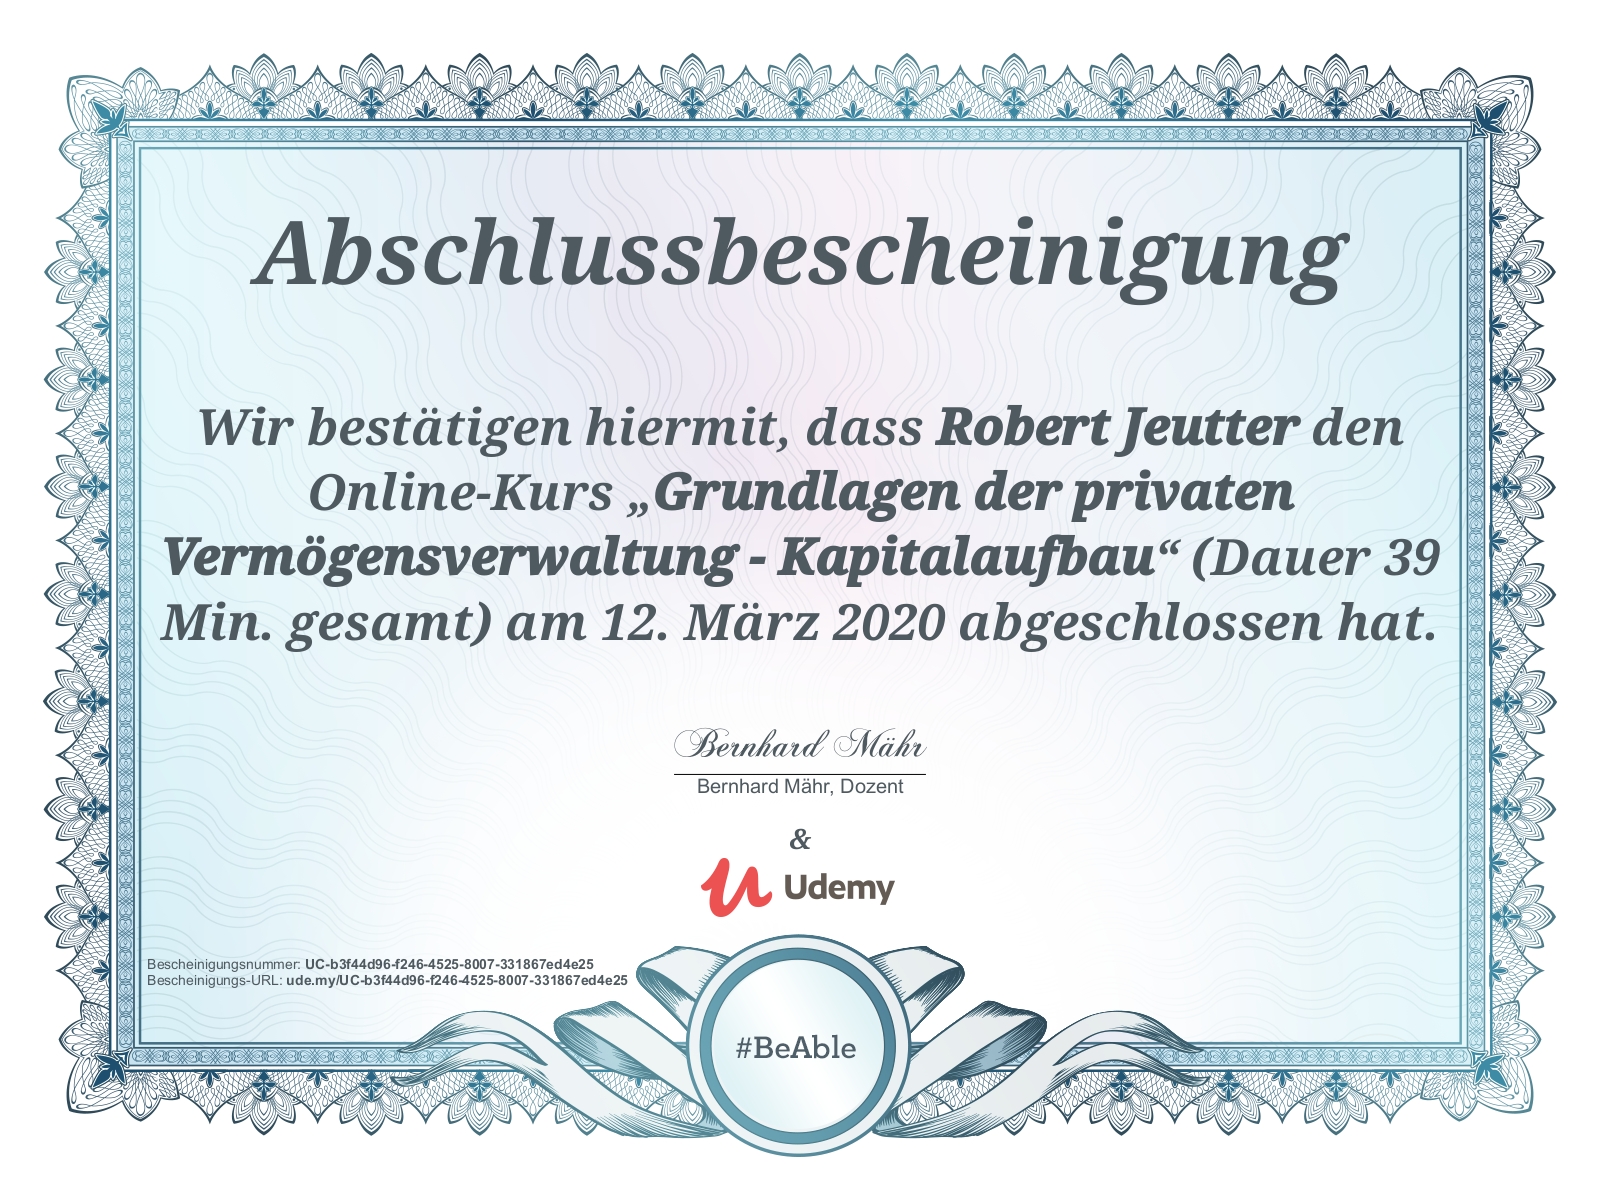 Abschlussbescheinigung
Wir bestätigen hiermit, dass Robert Jeutter den
Online-Kurs „Grundlagen der privaten
Vermögensverwaltung - Kapitalaufbau“ (Dauer 39
Min. gesamt) am 12. März 2020 abgeschlossen hat.
Bernhard Mähr
Bernhard Mähr, Dozent
&
Udemy
Bescheinigungsnummer: UC-b3f44d96-f246-4525-8007-331867ed4e25
Bescheinigungs-URL: ude.my/UC-b3f44d96-f246-4525-8007-331867ed4e25
#BeAble